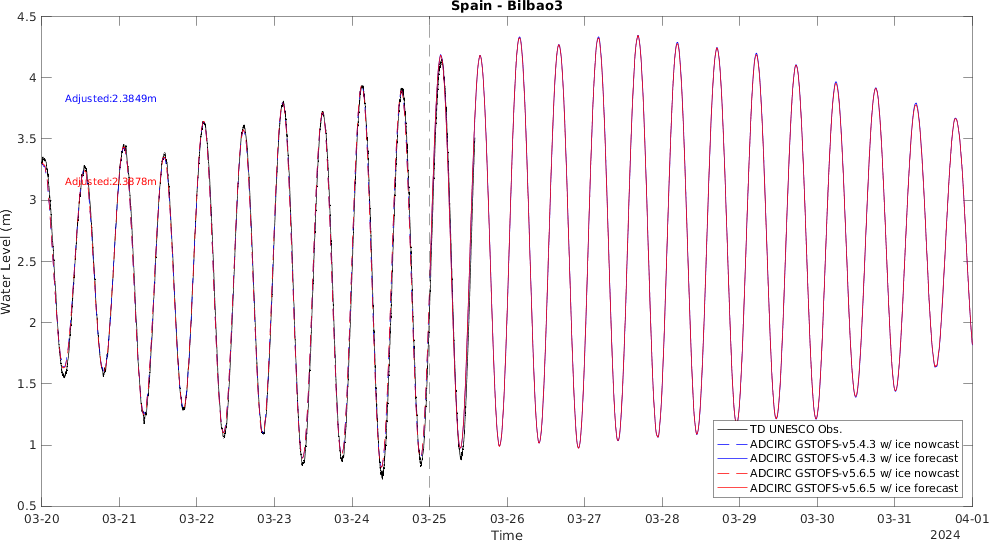 Spain - Bilbao3
4.5
4
3.5
3
2.5
2
1.5
1
0.5
Water Level (m)
Adjusted:2.3849m
Adjusted:2.3378m
TD UNESCO Obs.
ADCIRC GSTOFS-v5.4.3 w/ ice nowcast
ADCIRC GSTOFS-v5.4.3 w/ ice forecast
ADCIRC GSTOFS-v5.6.5 w/ ice nowcast
ADCIRC GSTOFS-v5.6.5 w/ ice forecast
03-20 03-21 03-22 03-23 03-24 03-25 03-26 03-27 03-28 03-29 03-30 03-31 04-01
Time
2024